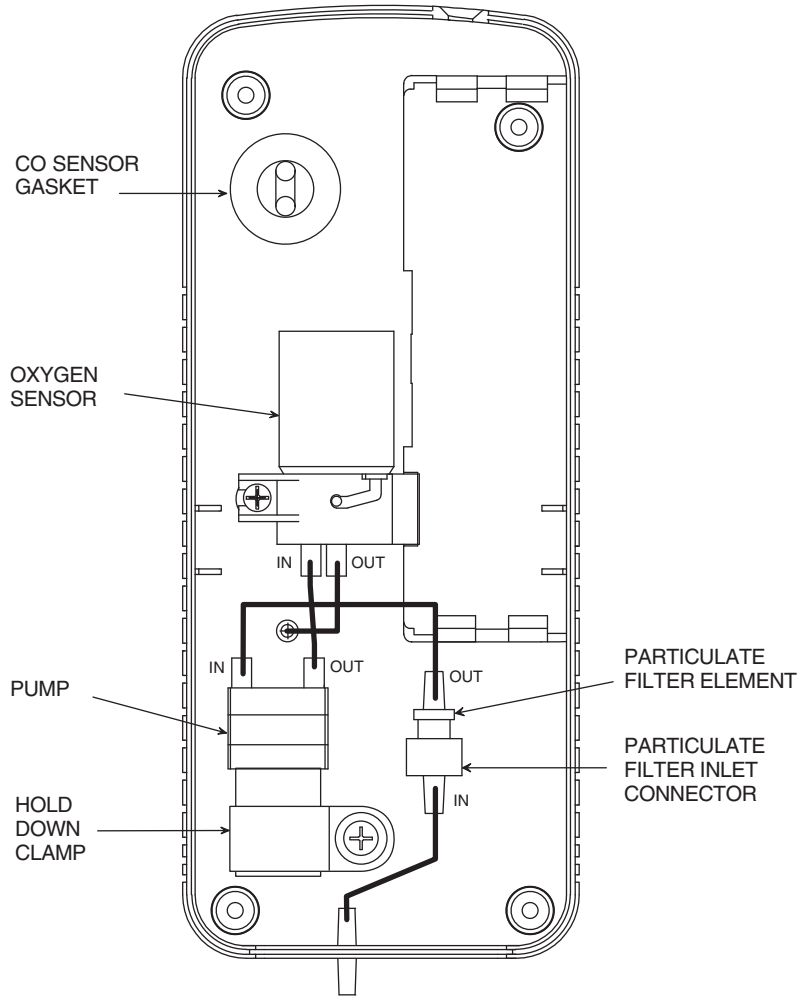 CO SENSOR
GASKET
OXYGEN
SENSOR
IN
OUT
IN
OUT
OUT
PARTICULATE
FILTER ELEMENT
PUMP
PARTICULATE
FILTER INLET
CONNECTOR
IN
HOLD
DOWN
CLAMP